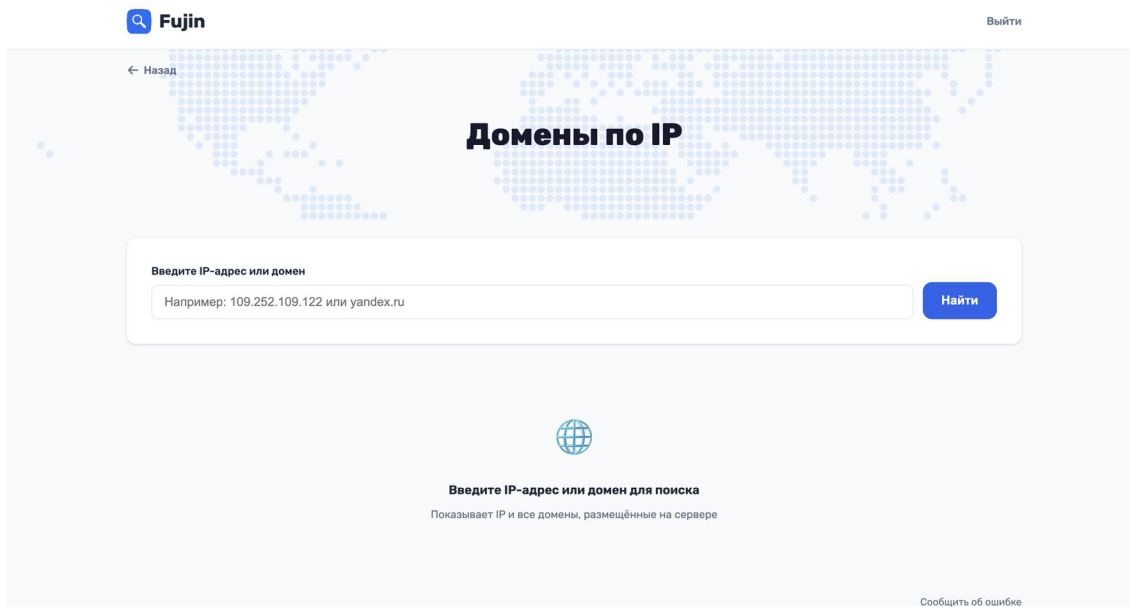 Fujin
Выйти
← Назад
Домены по IP
Введите IP-адрес или домен
Например: 109.252.109.122 или yandex.ru
Найти
Введите IP-адрес или домен для поиска
Показывает IP и все домены, размещённые на сервере
Сообщить об ошибке